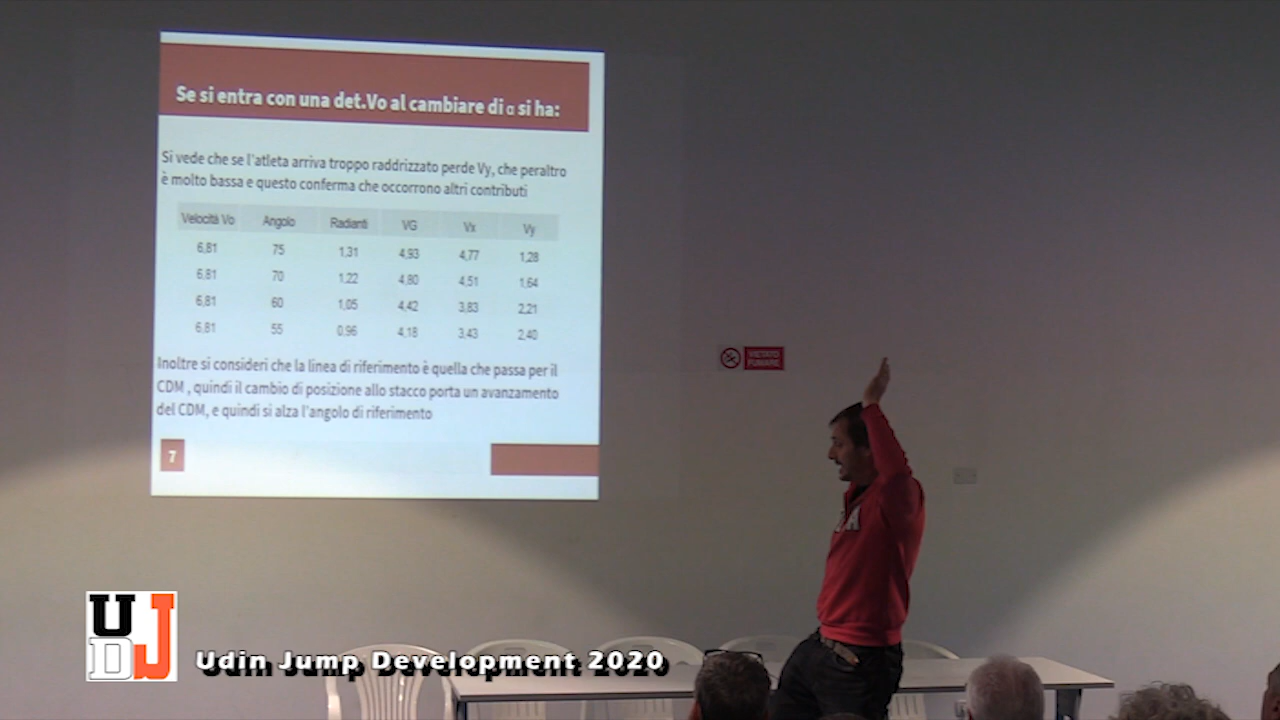 Se si entra con una det.Vo al cambiare di α si ha:
Si vede che se l'atleta arriva troppo raddrizzato perde Vy, che peraltro
è molto bassa e questo conferma che occorrono altri contributi
Velocità Vo Angolo Radianti VG Vx Vy
6,81 75 1,31 4,93 4,77 1,28
6,81 70 1,22 4,80 4,51 1,64
6,81 60 1,05 4,42 3,83 2,21
6,81 55 0,96 4,18 3,43 2,40
Inoltre si consideri che la linea di riferimento è quella che passa per il
CDM , quindi il cambio di posizione allo stacco porta un avanzamento
del CDM, e quindi si alza l'angolo di riferimento
7
VIETATO
FUMARE
UDJ
Udin Jump Development 2020